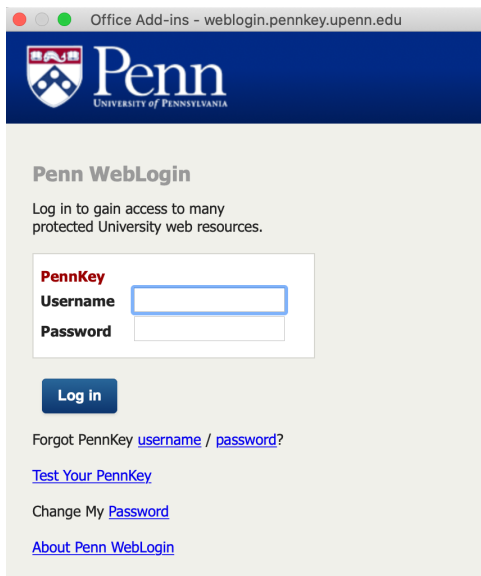 Office Add-ins - weblogin.pennkey.upenn.edu
Penn
UNIVERSITY of PENNSYLVANIA
Penn WebLogin
Log in to gain access to many
protected University web resources.
PennKey
Username
Password
Log in
Forgot PennKey username / password?
Test Your PennKey
Change My Password
About Penn WebLogin